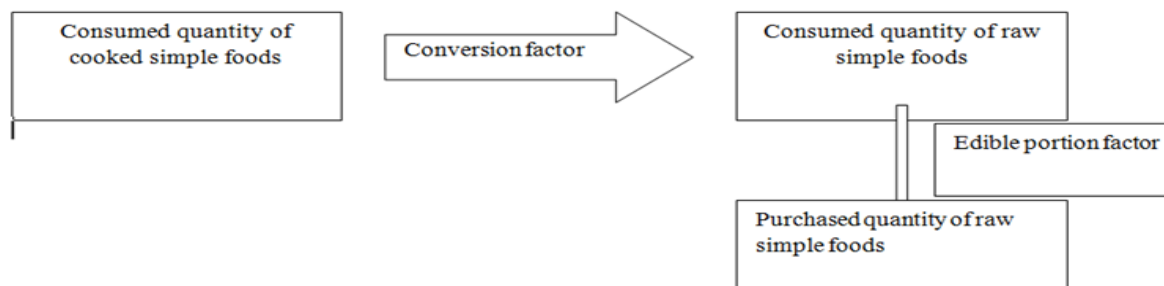 Consumed quantity of
cooked simple foods
Conversion factor
Consumed quantity of raw
simple foods
Edible portion factor
Purchased quantity of raw
simple foods